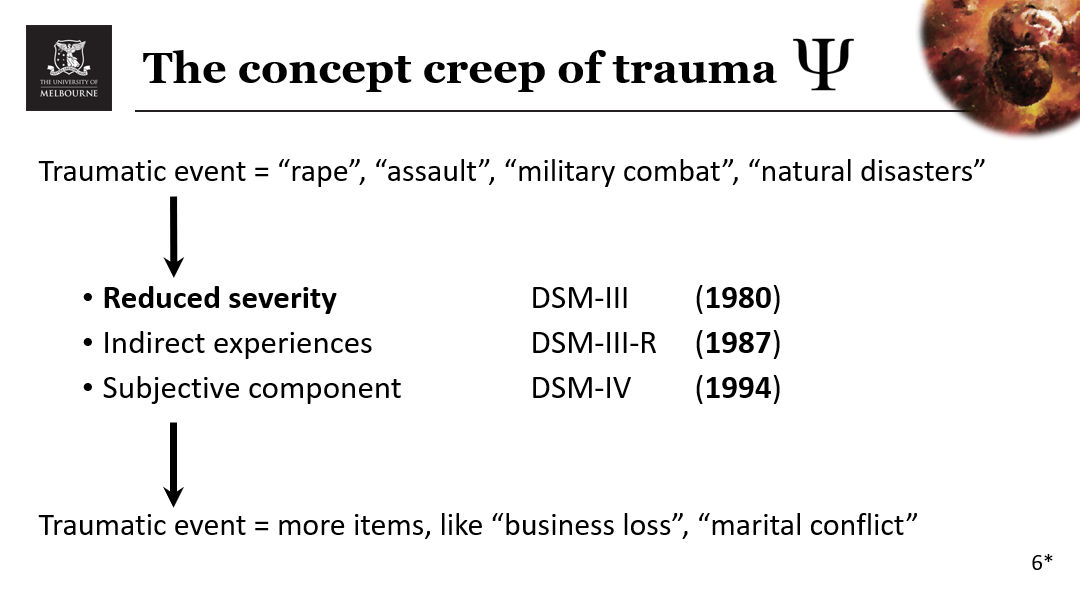 THE UNIVERSITY OF
MELBOURNE
The concept creep of trauma Ψ
Traumatic event = “rape”, “assault”, “military combat”, “natural disasters”
• Reduced severity DSM-III (1980)
• Indirect experiences DSM-III-R (1987)
• Subjective component DSM-IV (1994)
Traumatic event = more items, like “business loss”, “marital conflict”
6*